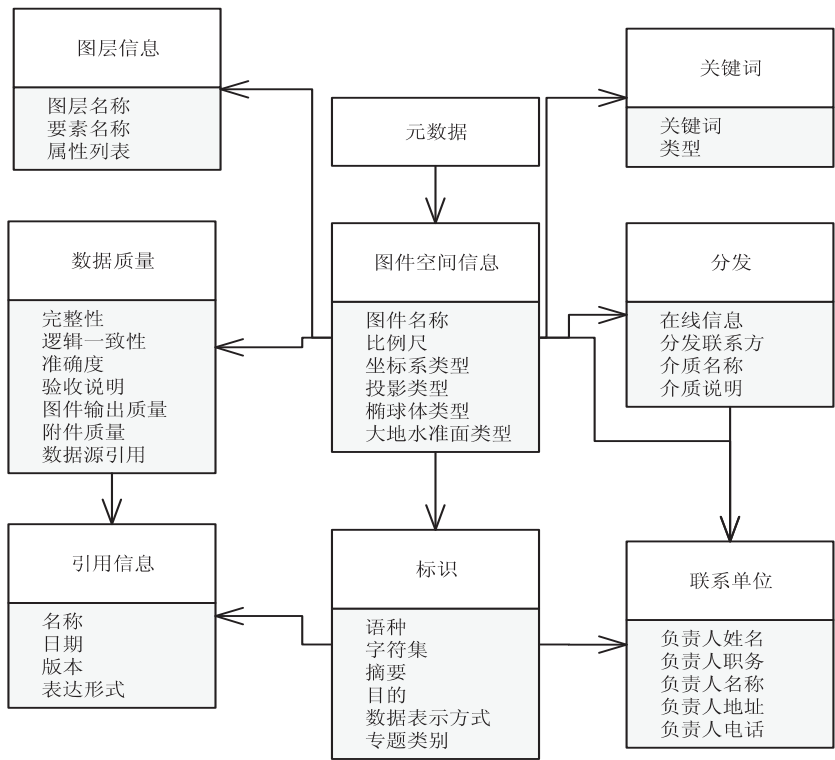 图层信息
图层名称
要素名称
属性列表
元数据
关键词
关键词
类型
数据质量
完整性
逻辑一致性
准确度
验收说明
图件输出质量
附件质量
数据源引用
图件空间信息
图件名称
比例尺
坐标系类型
投影类型
椭球体类型
大地水准面类型
分发
在线信息
分发联系方
介质名称
介质说明
引用信息
名称
日期
版本
表达形式
标识
语种
字符集
摘要
目的
数据表示方式
专题类别
联系单位
负责人姓名
负责人职务
负责人名称
负责人地址
负责人电话